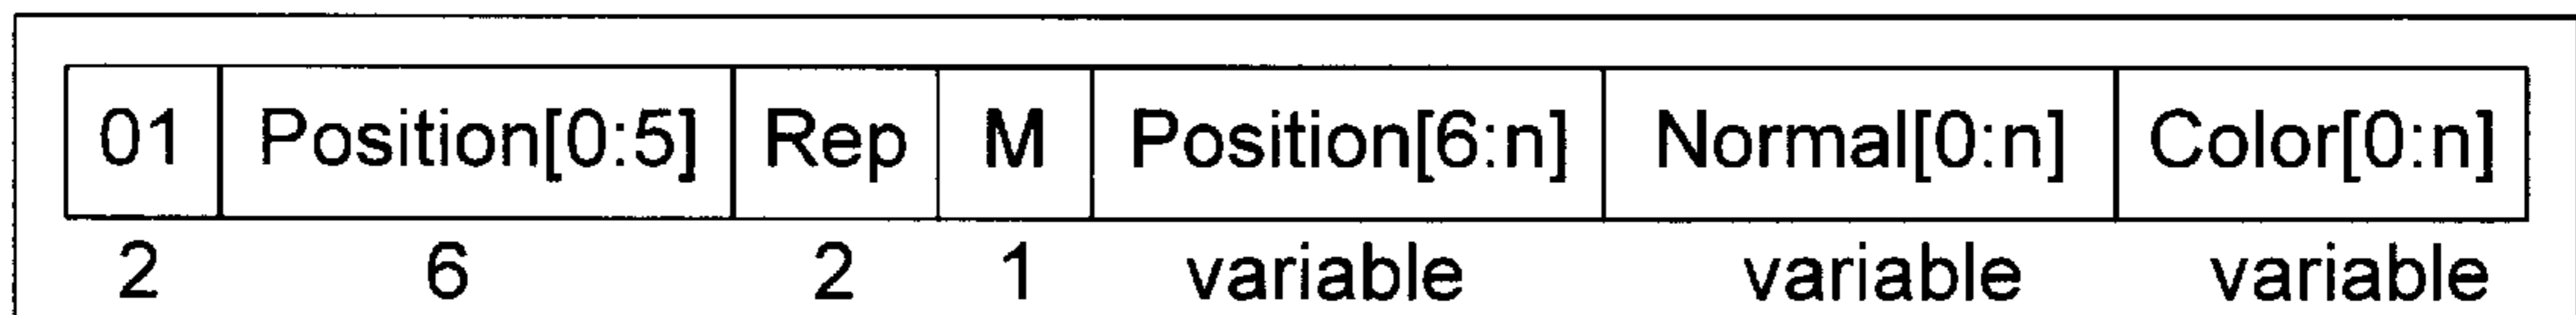 01 Position[0:5] Rep M Position[6:n] Normal[0:n] Color[0:n]
2 6 2 1 variable variable variable